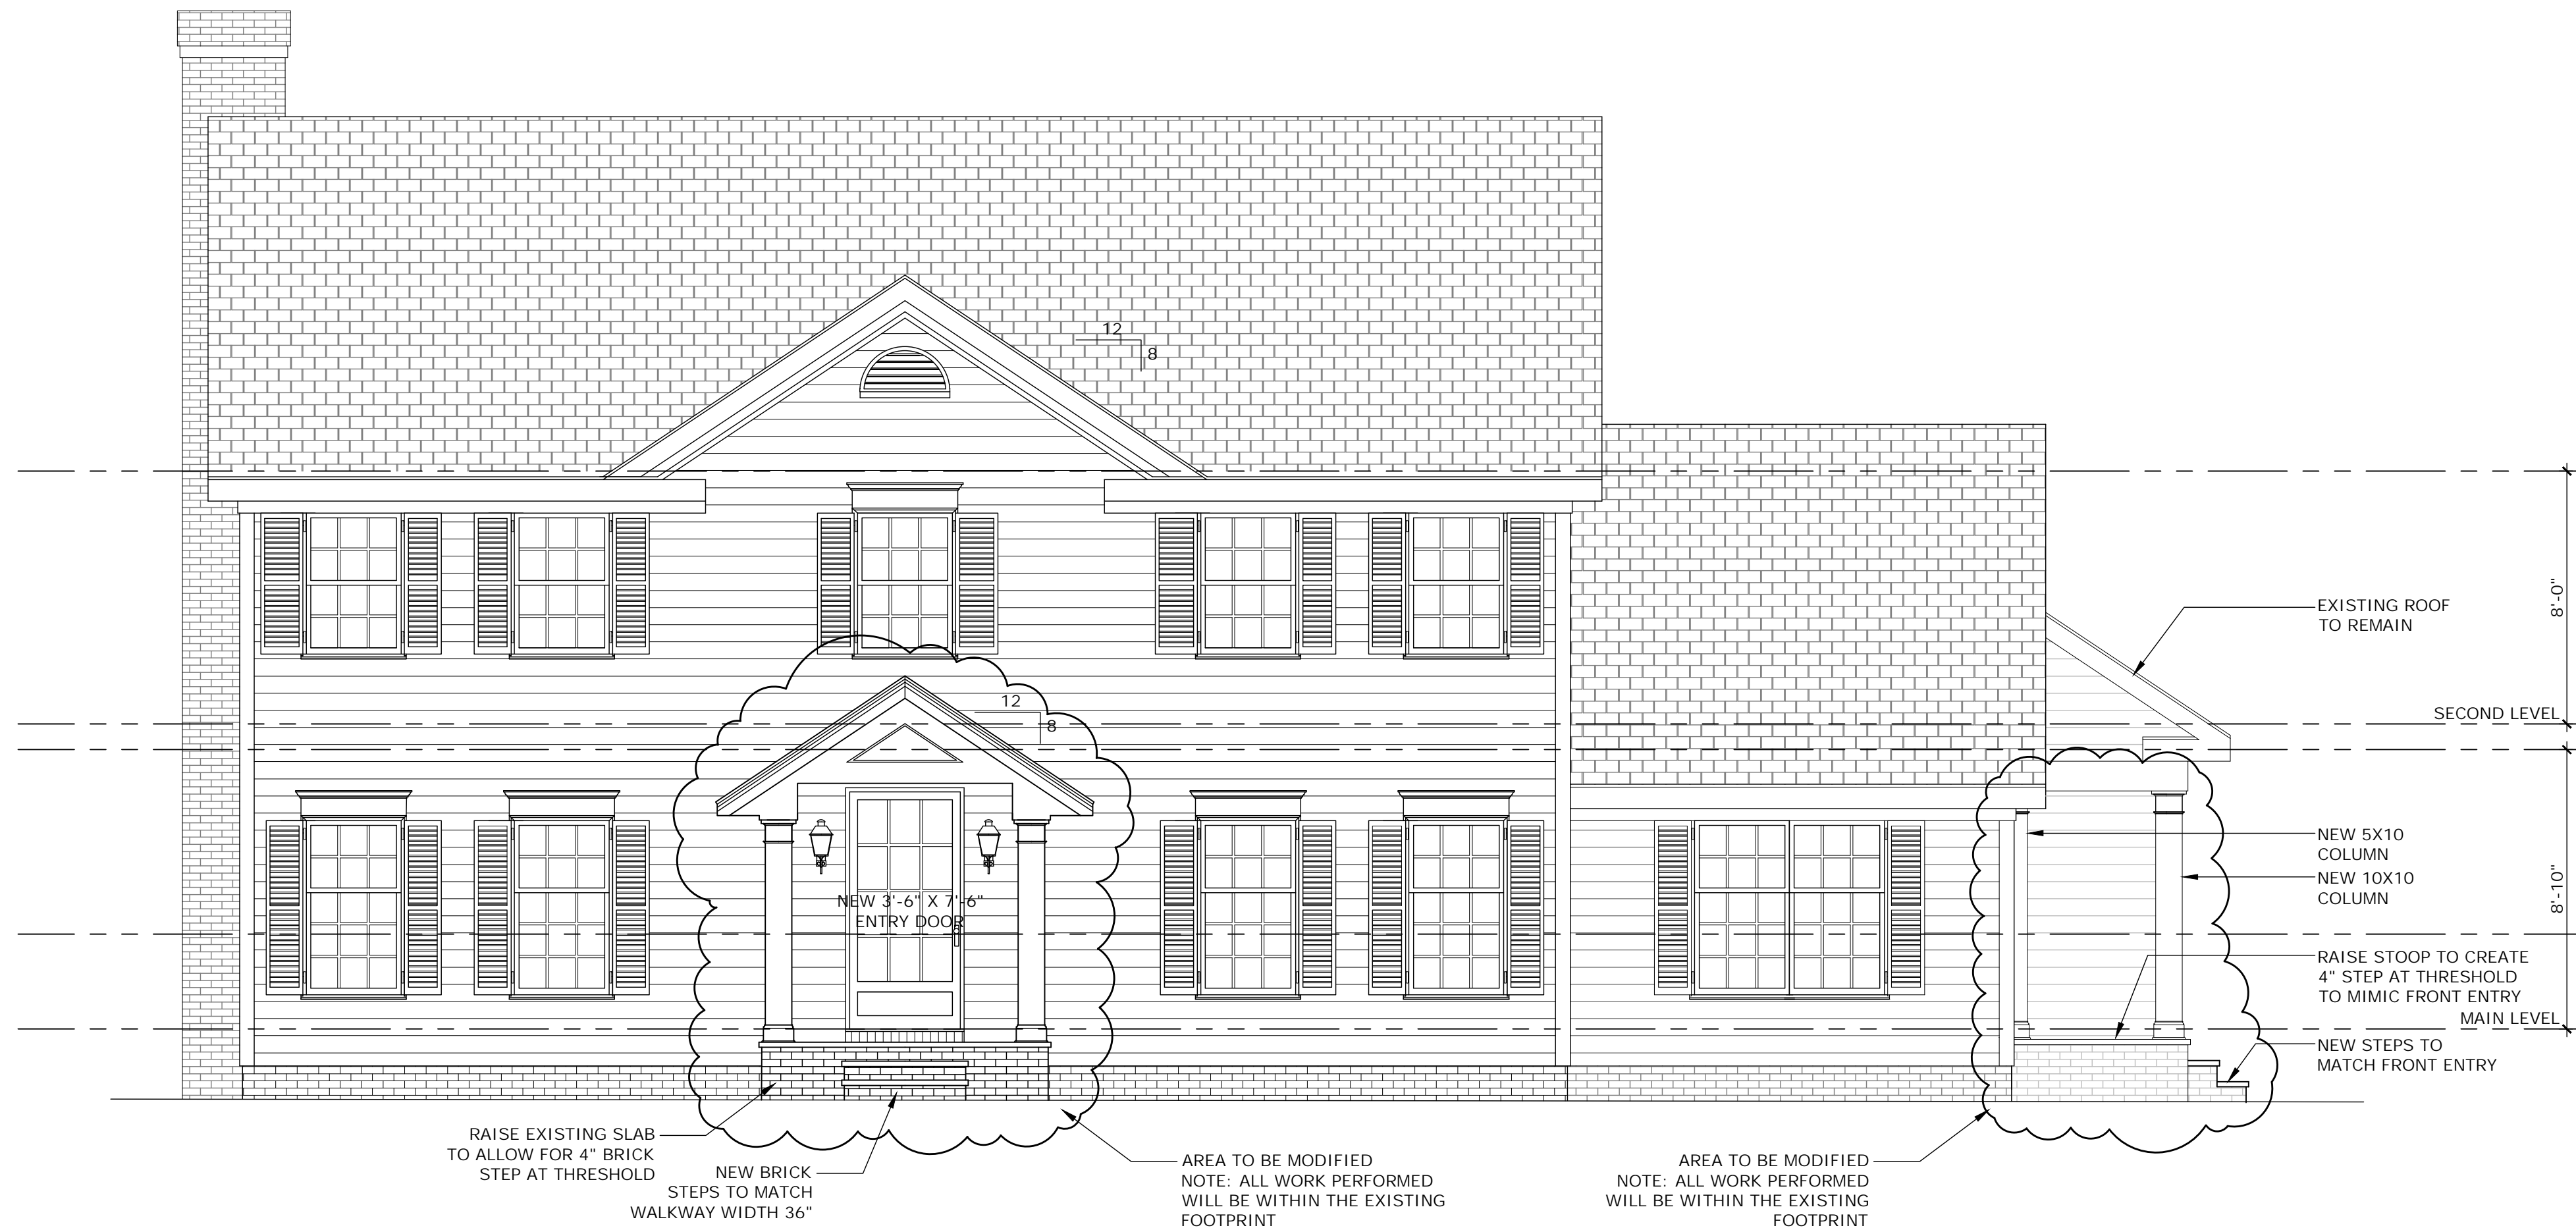 12
8
8'-0"
EXISTING ROOF
TO REMAIN
12
8
SECOND LEVEL
NEW 5X10
COLUMN
NEW 10X10
COLUMN
8'-10"
NEW 3'-6" X 7'-6"
ENTRY DOOR
RAISE STOOP TO CREATE
4" STEP AT THRESHOLD
TO MIMIC FRONT ENTRY
MAIN LEVEL
NEW STEPS TO
MATCH FRONT ENTRY
RAISE EXISTING SLAB
TO ALLOW FOR 4" BRICK
STEP AT THRESHOLD
NEW BRICK
STEPS TO MATCH
WALKWAY WIDTH 36"
AREA TO BE MODIFIED
NOTE: ALL WORK PERFORMED
WILL BE WITHIN THE EXISTING
FOOTPRINT
AREA TO BE MODIFIED
NOTE: ALL WORK PERFORMED
WILL BE WITHIN THE EXISTING
FOOTPRINT